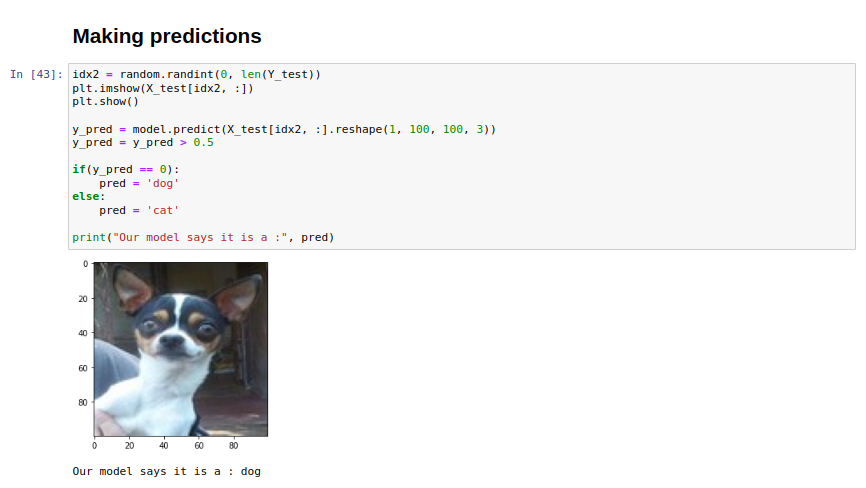 Making predictions
In [43]:
idx2 = random.randint(0, len(Y_test))
plt.imshow(X_test[idx2, :])
plt.show()
y_pred = model.predict(X_test[idx2, :].reshape(1, 100, 100, 3))
y_pred = y_pred > 0.5
if(y_pred == 0):
    pred = 'dog'
else:
    pred = 'cat'
print("Our model says it is a :", pred)
0
20
40
60
80
0 20 40 60 80
Our model says it is a : dog